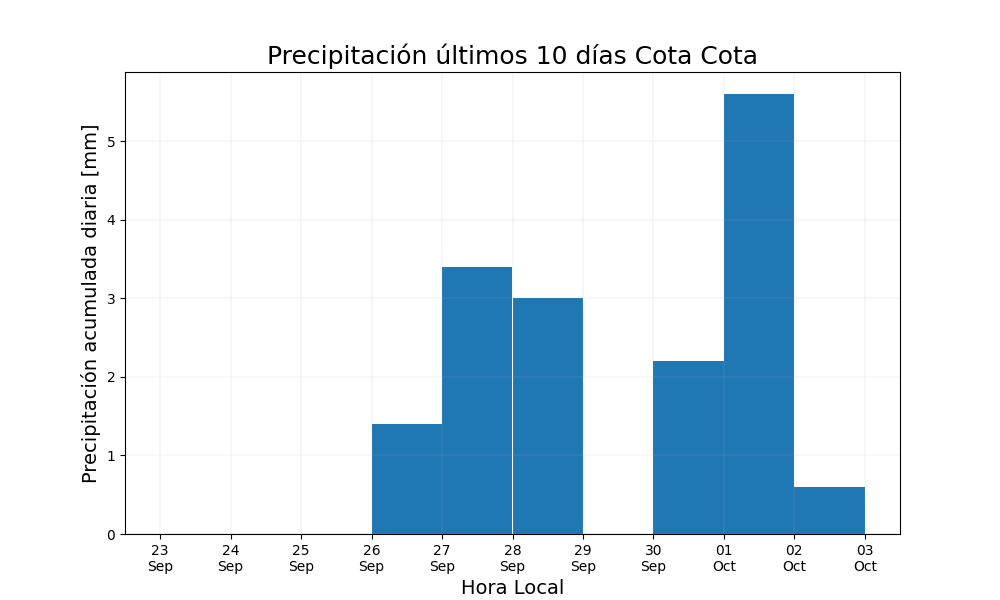 Precipitación últimos 10 días Cota Cota
Precipitación acumulada diaria [mm]
5
4
3
2
1
0
23 24 25 26 27 28 29 30 01 02 03
Sep Sep Sep Sep Sep Sep Sep Sep Oct Oct Oct
Hora Local